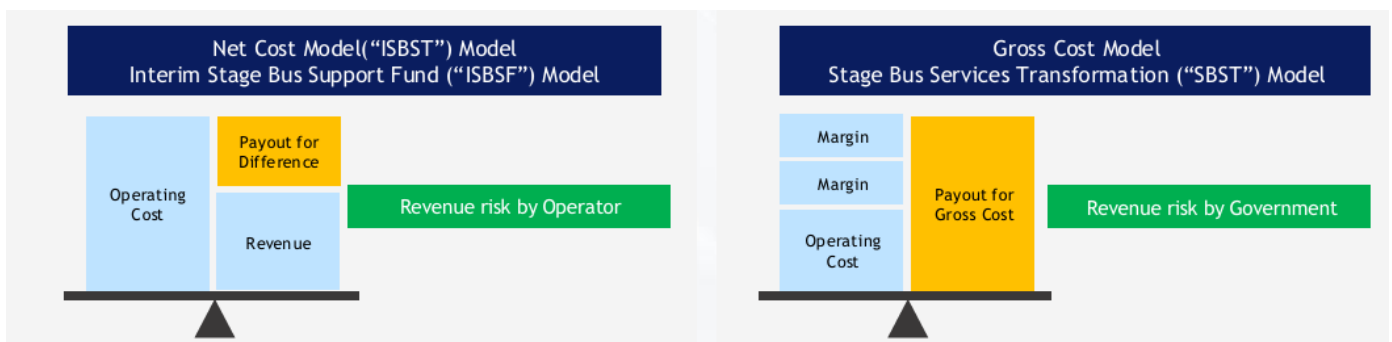 Net Cost Model(“ISBST”) Model
Interim Stage Bus Support Fund (“ISBSF”) Model
Operating
Cost
Payout for
Difference
Revenue
Revenue risk by Operator
Gross Cost Model
Stage Bus Services Transformation (“SBST”) Model
Margin
Margin
Operating
Cost
Payout for
Gross Cost
Revenue risk by Government